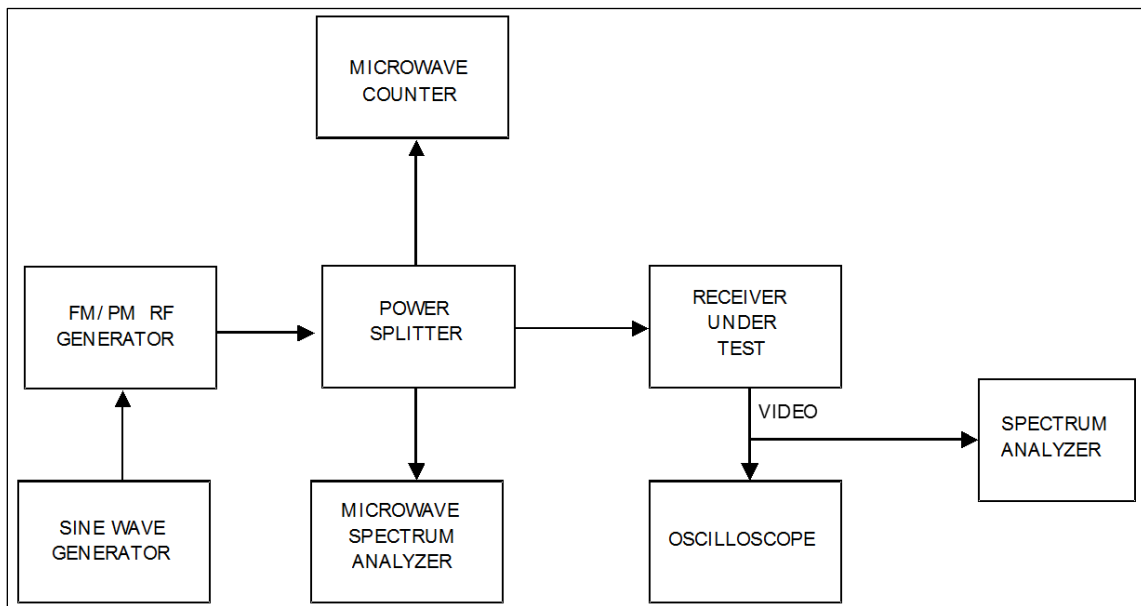 MICROWAVE
COUNTER
FM/ PM RF
GENERATOR
POWER
SPLITTER
RECEIVER
UNDER
TEST
VIDEO
SPECTRUM
ANALYZER
SINE WAVE
GENERATOR
MICROWAVE
SPECTRUM
ANALYZER
OSCILLOSCOPE